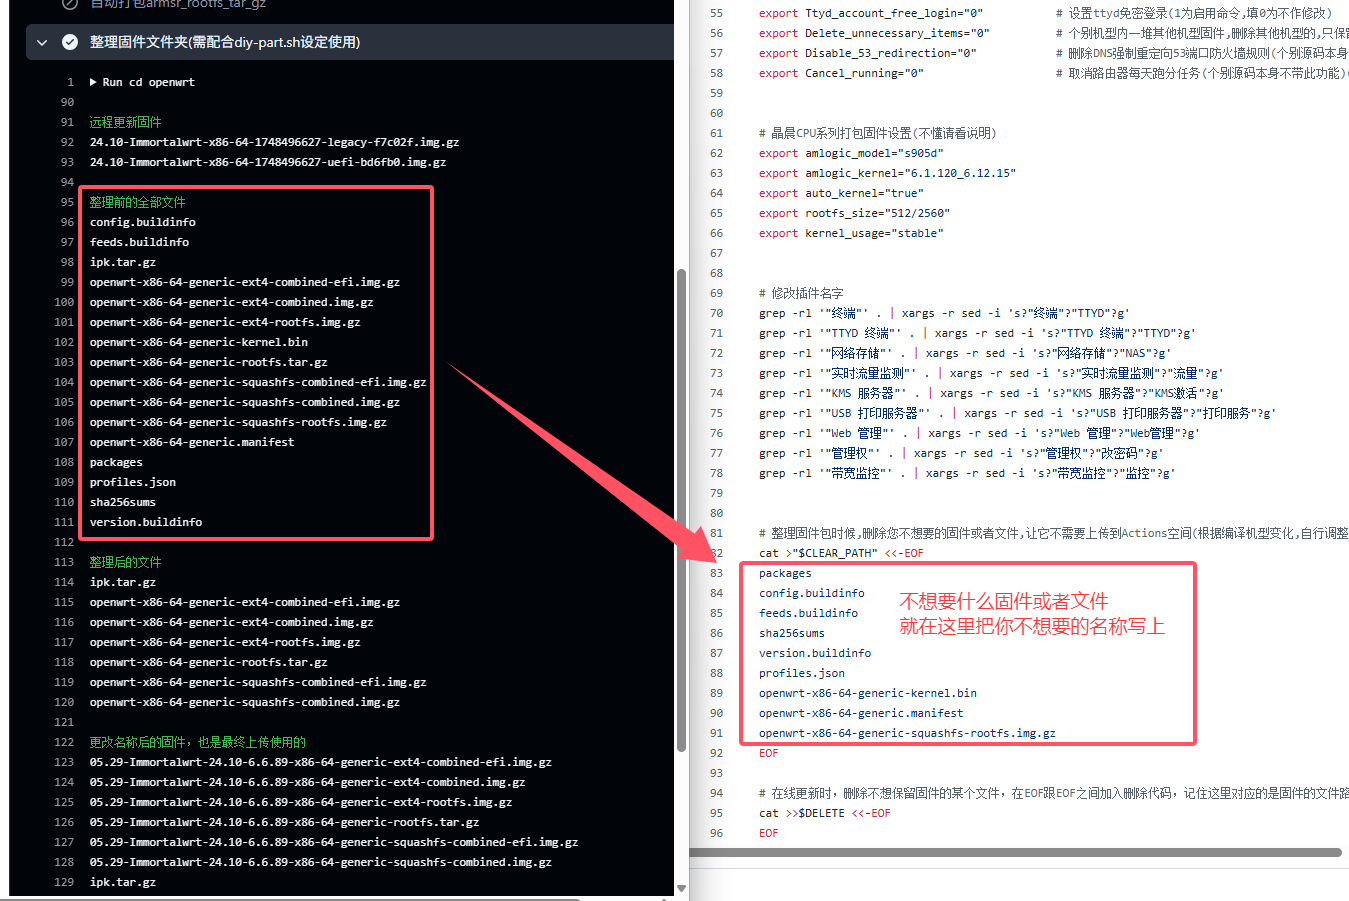 自动打包armsr_rootfs_tar_gz
整理固件文件夹(需配合diy-part.sh设定使用)
1 Run cd openwrt
90
91 远程更新固件
92 24.10-Immortalwrt-x86-64-1748496627-legacy-f7c02f.img.gz
93 24.10-Immortalwrt-x86-64-1748496627-uefi-bd6fb0.img.gz
94
95 整理前的全部文件
96 config.buildinfo
97 feeds.buildinfo
98 ipk.tar.gz
99 openwrt-x86-64-generic-ext4-combined-efi.img.gz
100 openwrt-x86-64-generic-ext4-combined.img.gz
101 openwrt-x86-64-generic-ext4-rootfs.img.gz
102 openwrt-x86-64-generic-kernel.bin
103 openwrt-x86-64-generic-rootfs.tar.gz
104 openwrt-x86-64-generic-squashfs-combined-efi.img.gz
105 openwrt-x86-64-generic-squashfs-combined.img.gz
106 openwrt-x86-64-generic-squashfs-rootfs.img.gz
107 openwrt-x86-64-generic.manifest
108 packages
109 profiles.json
110 sha256sums
111 version.buildinfo
112
113 整理后的文件
114 ipk.tar.gz
115 openwrt-x86-64-generic-ext4-combined-efi.img.gz
116 openwrt-x86-64-generic-ext4-combined.img.gz
117 openwrt-x86-64-generic-ext4-rootfs.img.gz
118 openwrt-x86-64-generic-rootfs.tar.gz
119 openwrt-x86-64-generic-squashfs-combined-efi.img.gz
120 openwrt-x86-64-generic-squashfs-combined.img.gz
121
122 更改名称后的固件，也是最终上传使用的
123 05.29-Immortalwrt-24.10-6.6.89-x86-64-generic-ext4-combined-efi.img.gz
124 05.29-Immortalwrt-24.10-6.6.89-x86-64-generic-ext4-combined.img.gz
125 05.29-Immortalwrt-24.10-6.6.89-x86-64-generic-ext4-rootfs.img.gz
126 05.29-Immortalwrt-24.10-6.6.89-x86-64-generic-rootfs.tar.gz
127 05.29-Immortalwrt-24.10-6.6.89-x86-64-generic-squashfs-combined-efi.img.gz
128 05.29-Immortalwrt-24.10-6.6.89-x86-64-generic-squashfs-combined.img.gz
129 ipk.tar.gz
55 export Ttyd_account_free_login="0" # 设置ttyd免密登录(1为启用命令,填0为不作修改)
56 export Delete_unnecessary_items="0" # 个别机型内一堆其他机型固件,删除其他机型的,只保留
57 export Disable_53_redirection="0" # 删除DNS强制重定向53端口防火墙规则(个别源码本身
58 export Cancel_running="0" # 取消路由器每天跑分任务(个别源码本身不带此功能)(
59
60
61 # 晶晨CPU系列打包固件设置(不懂请看说明)
62 export amlogic_model="s905d"
63 export amlogic_kernel="6.1.120_6.12.15"
64 export auto_kernel="true"
65 export rootfs_size="512/2560"
66 export kernel_usage="stable"
67
68
69 # 修改插件名字
70 grep -rl '"终端"' . | xargs -r sed -i 's?"终端"?"TTYD"?g'
71 grep -rl '"TTYD 终端"' . | xargs -r sed -i 's?"TTYD 终端"?"TTYD"?g'
72 grep -rl '"网络存储"' . | xargs -r sed -i 's?"网络存储"?"NAS"?g'
73 grep -rl '"实时流量监测"' . | xargs -r sed -i 's?"实时流量监测"?"流量"?g'
74 grep -rl '"KMS 服务器"' . | xargs -r sed -i 's?"KMS 服务器"?"KMS激活"?g'
75 grep -rl '"USB 打印服务器"' . | xargs -r sed -i 's?"USB 打印服务器"?"打印服务"?g'
76 grep -rl '"Web 管理"' . | xargs -r sed -i 's?"Web 管理"?"Web管理"?g'
77 grep -rl '"管理权"' . | xargs -r sed -i 's?"管理权"?"改密码"?g'
78 grep -rl '"带宽监控"' . | xargs -r sed -i 's?"带宽监控"?"监控"?g'
79
80
81 # 整理固件包时候,删除您不想要的固件或者文件,让它不需要上传到Actions空间(根据编译机型变化,自行调整
82 cat >"$CLEAR_PATH" <<-EOF
83 packages
84 config.buildinfo
85 feeds.buildinfo
86 sha256sums
87 version.buildinfo
88 profiles.json
89 openwrt-x86-64-generic-kernel.bin
90 openwrt-x86-64-generic.manifest
91 openwrt-x86-64-generic-squashfs-rootfs.img.gz
不想要什么固件或者文件
就在这里把你不想要的名称写上
92 EOF
93
94 # 在线更新时，删除不想保留固件的某个文件，在EOF跟EOF之间加入删除代码，记住这里对应的是固件的文件路
95 cat >>$DELETE <<-EOF
96 EOF